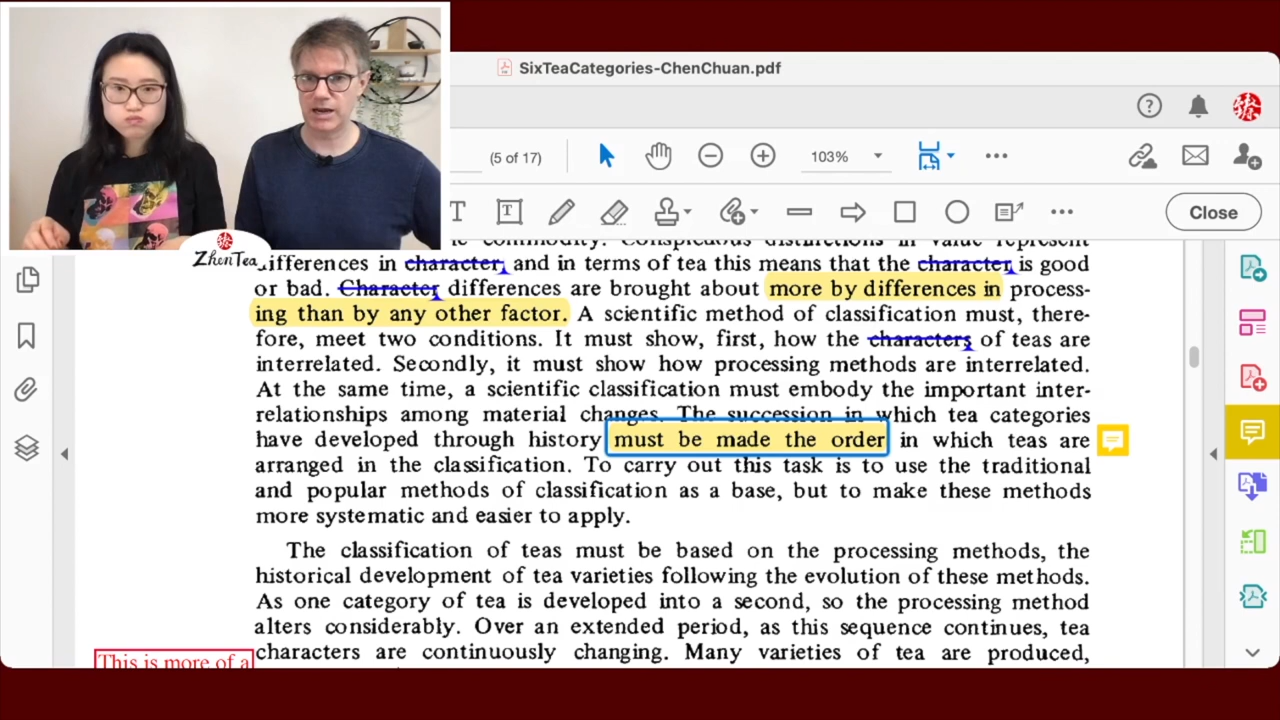 SixTeaCategories-ChenChuan.pdf
(5 of 17)
103%
Close
ZhenTea
the commodity. Conspicuous distinctions in value represent
differences in character, and in terms of tea this means that the character is good
or bad. Character differences are brought about more by differences in process-
ing than by any other factor. A scientific method of classification must, there-
fore, meet two conditions. It must show, first, how the characters of teas are
interrelated. Secondly, it must show how processing methods are interrelated.
At the same time, a scientific classification must embody the important inter-
relationships among material changes. The succession in which tea categories
have developed through history must be made the order in which teas are
arranged in the classification. To carry out this task is to use the traditional
and popular methods of classification as a base, but to make these methods
more systematic and easier to apply.
The classification of teas must be based on the processing methods, the
historical development of tea varieties following the evolution of these methods.
As one category of tea is developed into a second, so the processing method
alters considerably. Over an extended period, as this sequence continues, tea
characters are continuously changing. Many varieties of tea are produced,
This is more of a